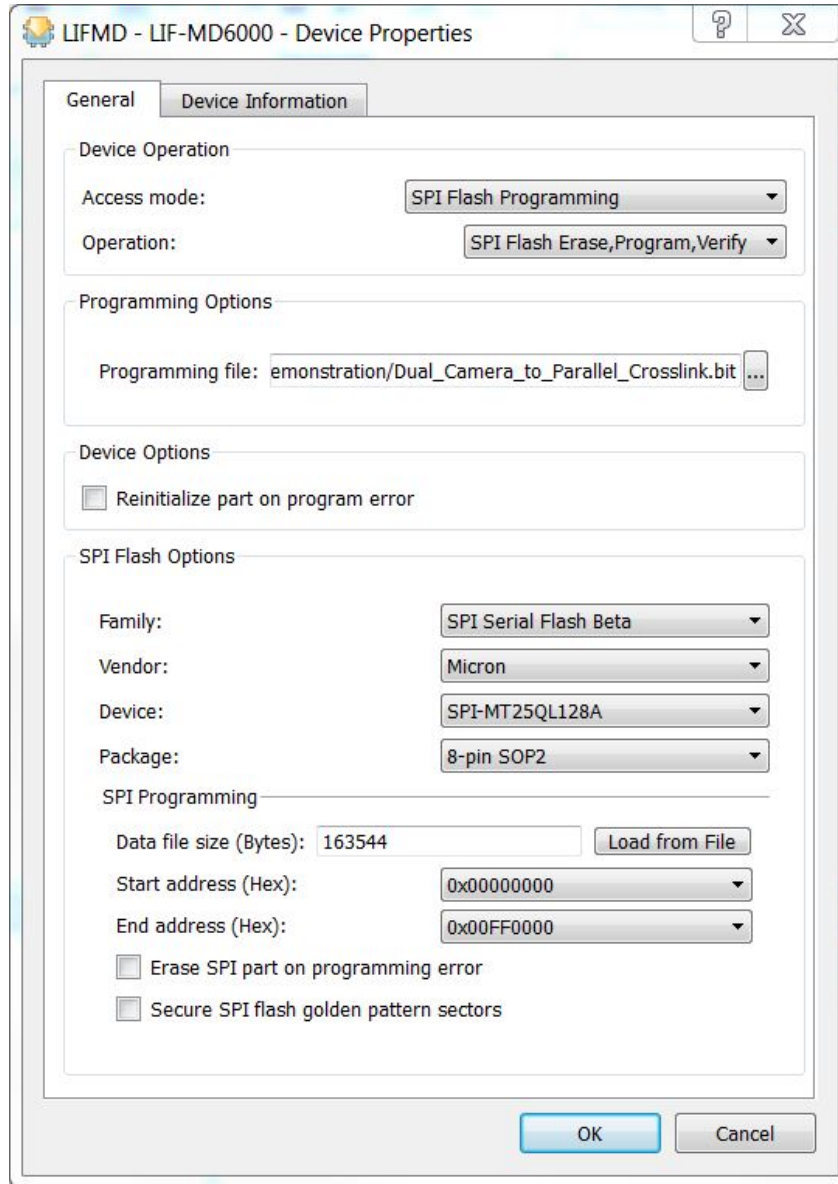 LIFMD - LIF-MD6000 - Device Properties
General Device Information
Device Operation
Access mode: SPI Flash Programming
Operation: SPI Flash Erase,Program,Verify
Programming Options
Programming file: emonstration/Dual_Camera_to_Parallel_Crosslink.bit ...
Device Options
Reinitialize part on program error
SPI Flash Options
Family: SPI Serial Flash Beta
Vendor: Micron
Device: SPI-MT25QL128A
Package: 8-pin SOP2
SPI Programming
Data file size (Bytes): 163544 Load from File
Start address (Hex): 0x00000000
End address (Hex): 0x00FF0000
Erase SPI part on programming error
Secure SPI flash golden pattern sectors
OK Cancel